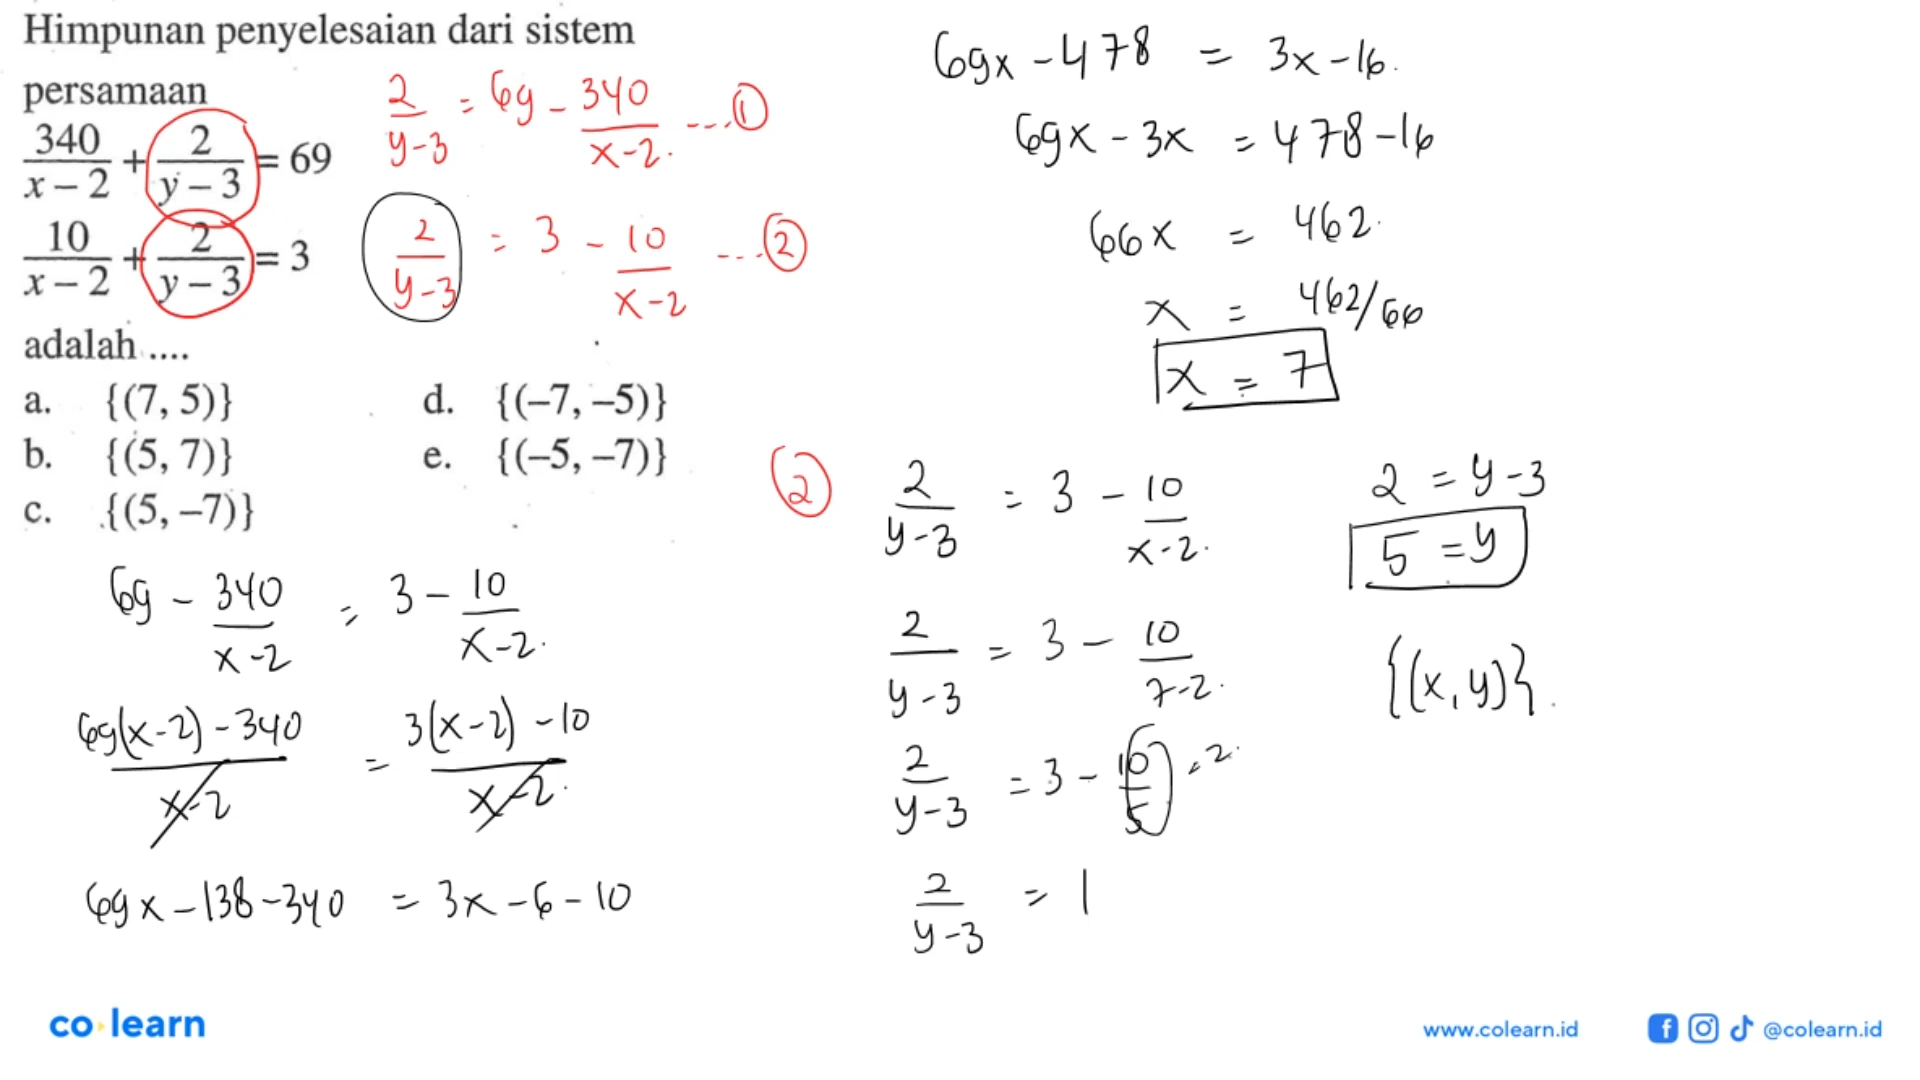 Himpunan penyelesaian dari sistem
persamaan
340/(x – 2) + 2/(y – 3) = 69
10/(x – 2) + 2/(y – 3) = 3
adalah ....
a. {(7, 5)}
b. {(5, 7)}
c. {(5, –7)}
d. {(–7, –5)}
e. {(–5, –7)}
2/(y-3) = 69 - 340/(x-2) ...①
2/(y-3) = 3 - 10/(x-2) ...②
69 - 340/(x-2) = 3 - 10/(x-2)
(69(x-2) - 340)/(x-2) = (3(x-2) - 10)/(x-2)
69x - 138 - 340 = 3x - 6 - 10
69x - 478 = 3x - 16
69x - 3x = 478 - 16
66x = 462
x = 462/66
x = 7
② 2/(y-3) = 3 - 10/(x-2)
2/(y-3) = 3 - 10/(7-2)
2/(y-3) = 3 - 10/5 = 2
2/(y-3) = 1
2 = y - 3
5 = y
{(x, y)}
co learn
www.colearn.id
@colearn.id